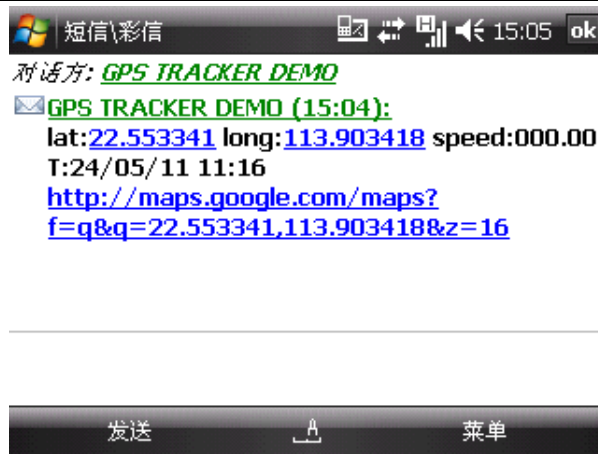 短信\彩信 15:05 ok
对话方: GPS TRACKER DEMO
GPS TRACKER DEMO (15:04):
lat:22.553341 long:113.903418 speed:000.00
T:24/05/11 11:16
http://maps.google.com/maps?
f=q&q=22.553341,113.903418&z=16
发送 A 菜单